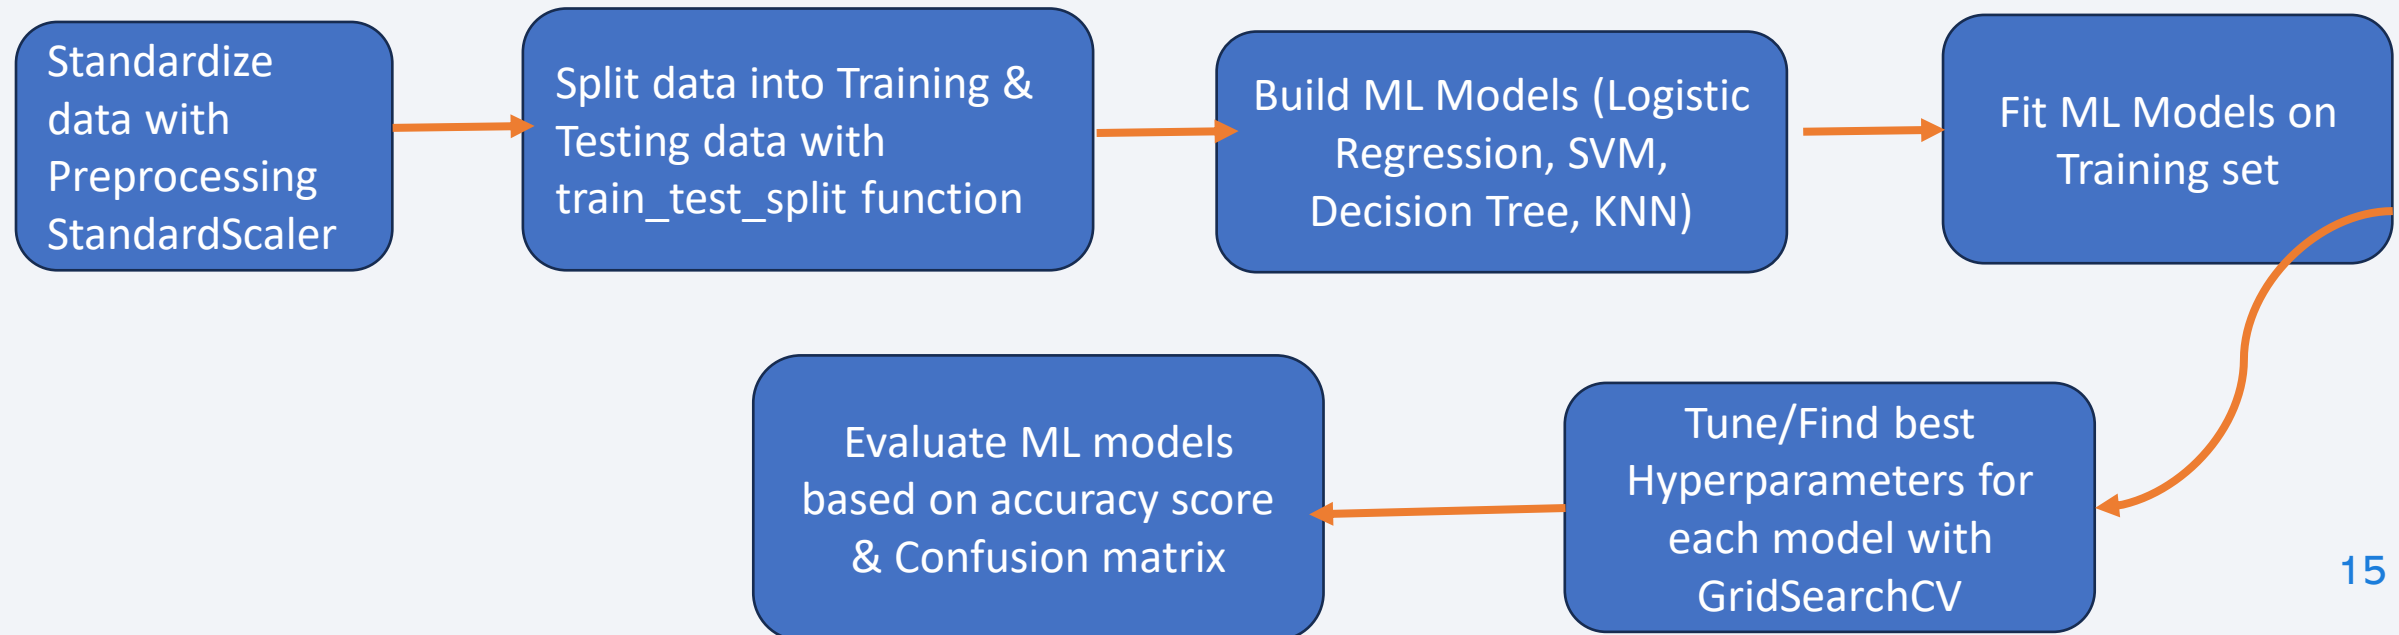 Standardize
data with
Preprocessing
StandardScaler
Split data into Training &
Testing data with
train_test_split function
Build ML Models (Logistic
Regression, SVM,
Decision Tree, KNN)
Fit ML Models on
Training set
Tune/Find best
Hyperparameters for
each model with
GridSearchCV
Evaluate ML models
based on accuracy score
& Confusion matrix
15